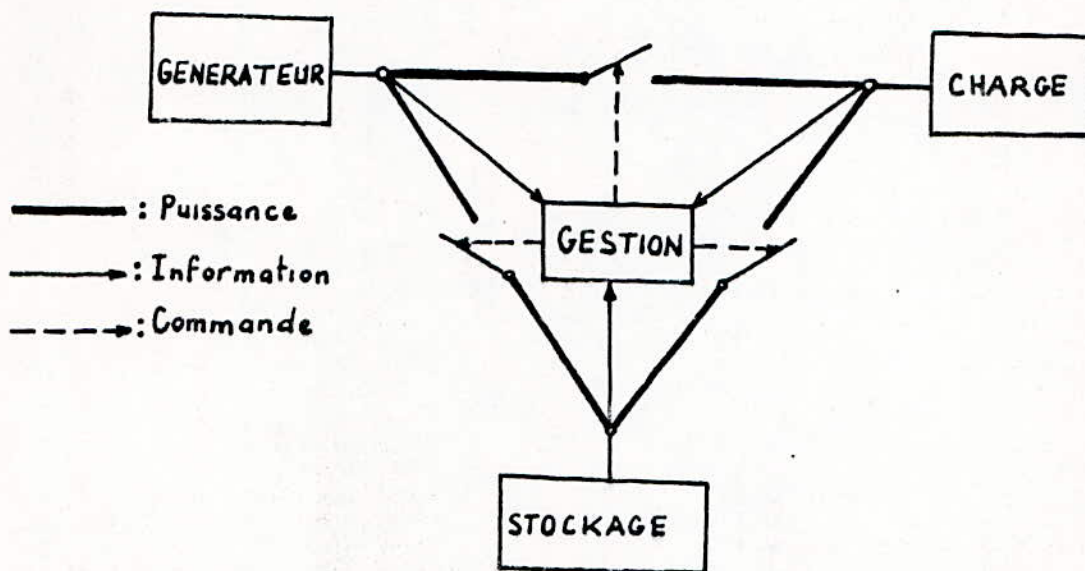 GENERATEUR
CHARGE
: Puissance
GESTION
: Information
: Commande
STOCKAGE